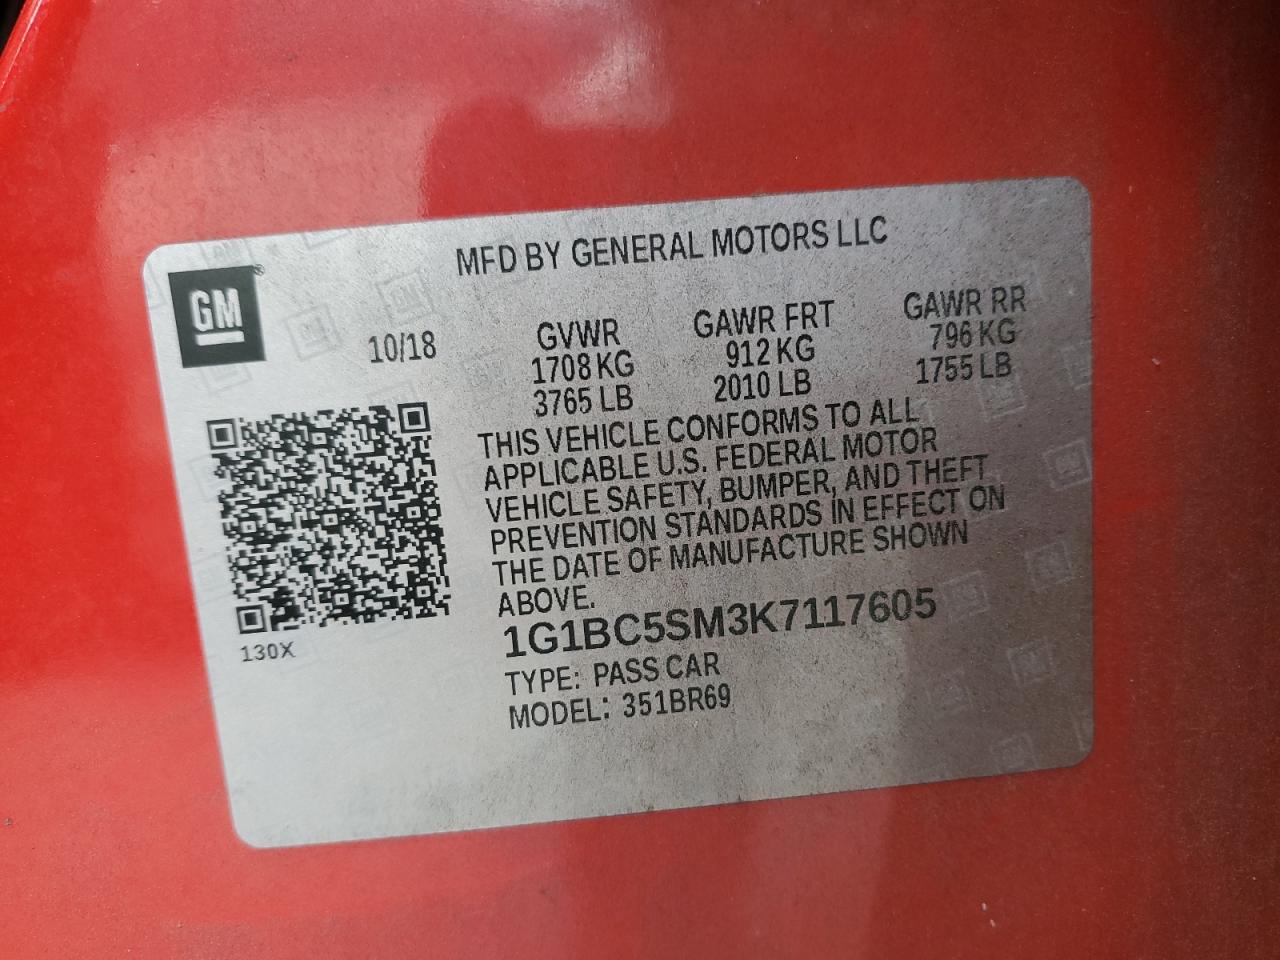 MFD BY GENERAL MOTORS LLC
GM®
10/18
GVWR GAWR FRT GAWR RR
1708 KG 912 KG 796 KG
3765 LB 2010 LB 1755 LB
THIS VEHICLE CONFORMS TO ALL
APPLICABLE U.S. FEDERAL MOTOR
VEHICLE SAFETY, BUMPER, AND THEFT
PREVENTION STANDARDS IN EFFECT ON
THE DATE OF MANUFACTURE SHOWN
ABOVE.
1G1BC5SM3K7117605
TYPE: PASS CAR
MODEL: 351BR69
130X